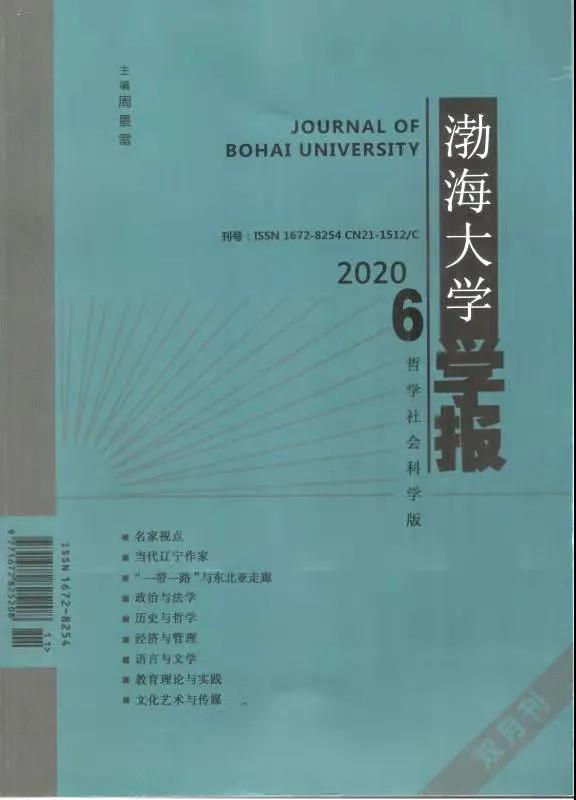 主编 周景雷
JOURNAL OF
BOHAI UNIVERSITY
刊号：ISSN 1672-8254 CN21-1512/C
2020
6
渤海大学
学报
哲学社会科学版
■ 名家视点
■ 当代辽宁作家
■ “一带一路”与东北亚走廊
■ 政治与法学
■ 历史与哲学
■ 经济与管理
■ 语言与文学
■ 教育理论与实践
■ 文化艺术与传媒
ISSN 1672-8254
9771672825208
11>
双月刊